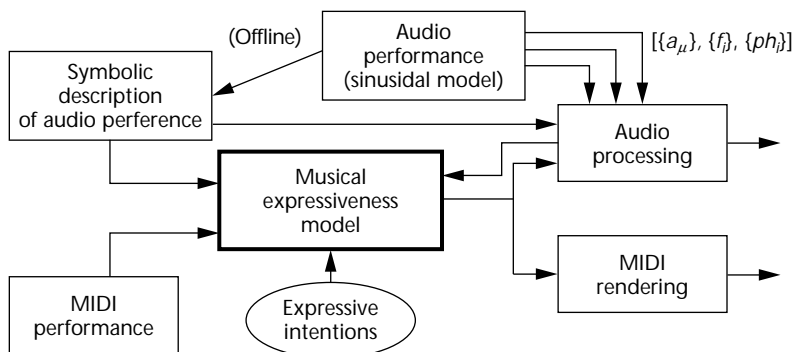 (Offline)
Audio
performance
(sinusidal model)
[{aμ}, {fi}, {phi}]
Symbolic
description
of audio perference
Audio
processing
Musical
expressiveness
model
MIDI
performance
Expressive
intentions
MIDI
rendering